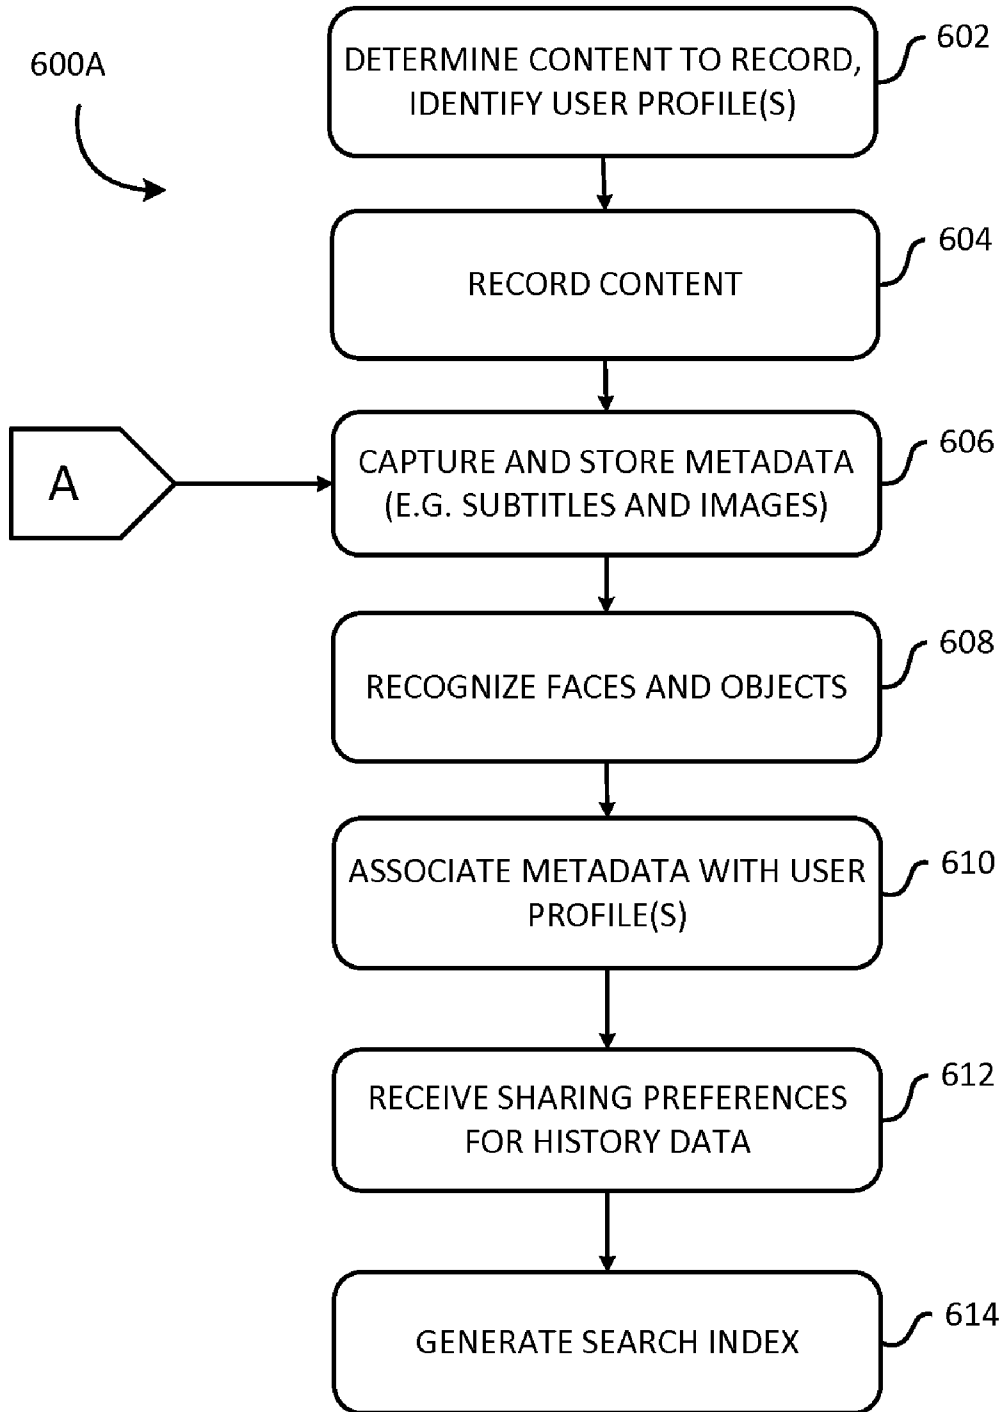 600A
DETERMINE CONTENT TO RECORD,
IDENTIFY USER PROFILE(S)
602
RECORD CONTENT
604
A
CAPTURE AND STORE METADATA
(E.G. SUBTITLES AND IMAGES)
606
RECOGNIZE FACES AND OBJECTS
608
ASSOCIATE METADATA WITH USER
PROFILE(S)
610
RECEIVE SHARING PREFERENCES
FOR HISTORY DATA
612
GENERATE SEARCH INDEX
614